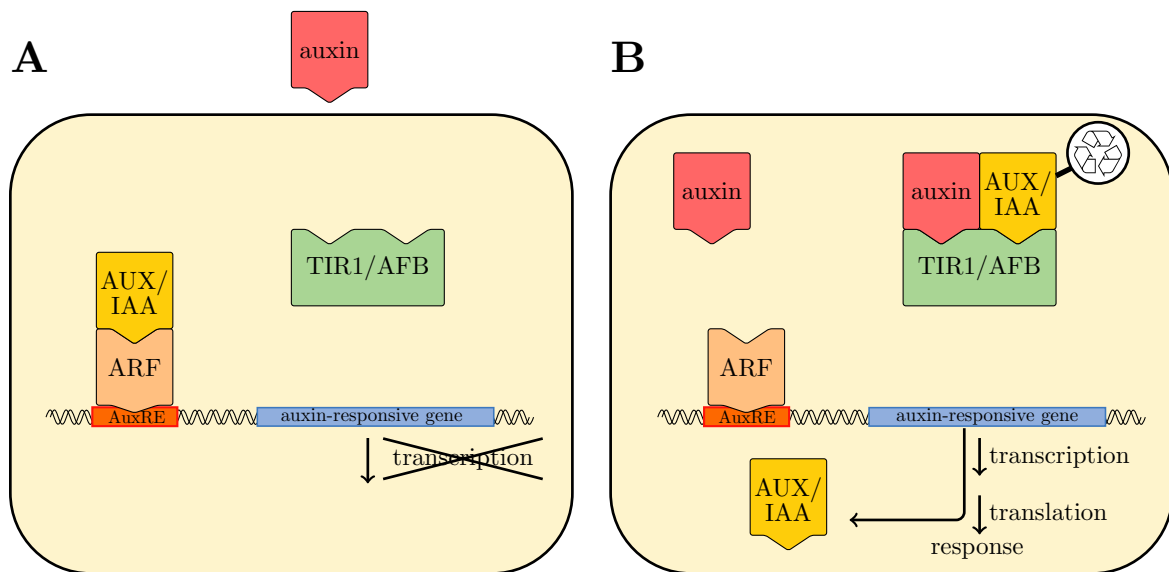 A
auxin
AUX/
IAA
TIR1/AFB
ARF
AuxRE
auxin-responsive gene
transcription
B
auxin
auxin
AUX/
IAA
TIR1/AFB
ARF
AuxRE
auxin-responsive gene
transcription
AUX/
IAA
translation
response